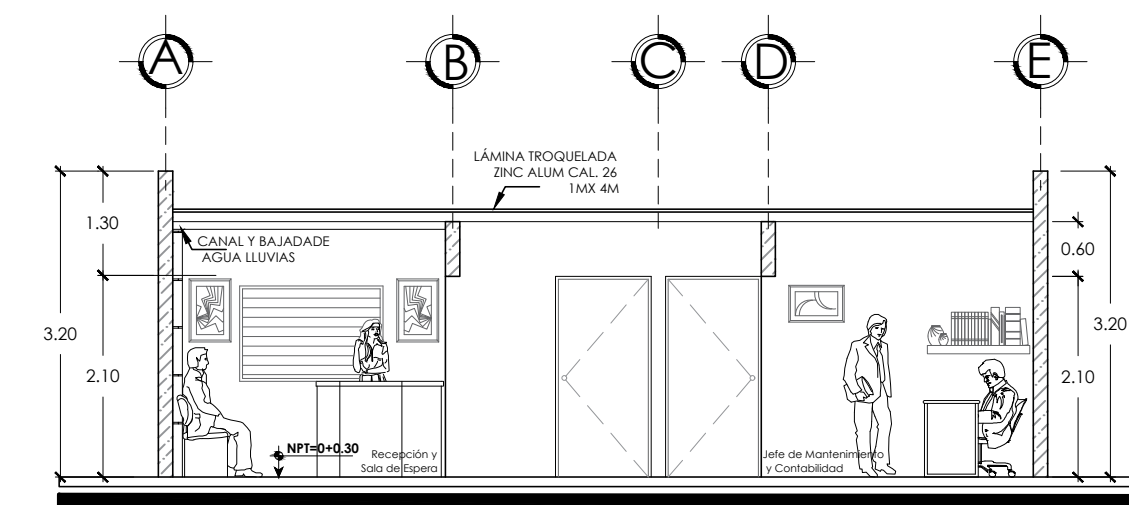 A
B
C
D
E
LÁMINA TROQUELADA
ZINC ALUM CAL. 26
1MX 4M
1.30
CANAL Y BAJADADE
AGUA LLUVIAS
0.60
3.20
3.20
2.10
2.10
NPT=0+0.30
Recepción y
Sala de Espera
Jefe de Mantenimiento
y Contabilidad